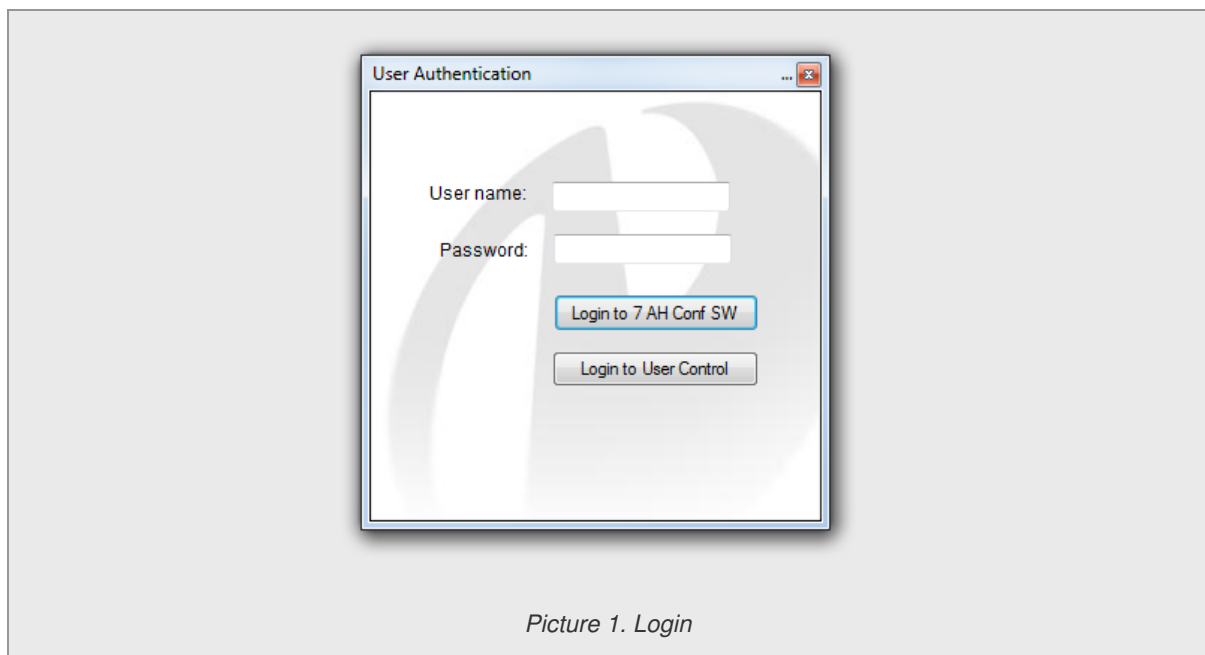 User Authentication ...
User name:
Password:
Login to 7 AH Conf SW
Login to User Control
Picture 1. Login